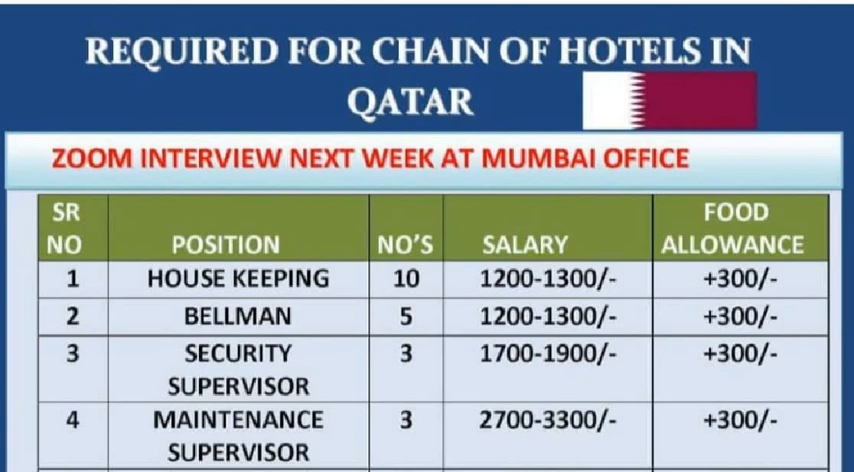 REQUIRED FOR CHAIN OF HOTELS IN
QATAR
ZOOM INTERVIEW NEXT WEEK AT MUMBAI OFFICE
SR NO POSITION NO'S SALARY FOOD ALLOWANCE
1 HOUSE KEEPING 10 1200-1300/- +300/-
2 BELLMAN 5 1200-1300/- +300/-
3 SECURITY SUPERVISOR 3 1700-1900/- +300/-
4 MAINTENANCE SUPERVISOR 3 2700-3300/- +300/-